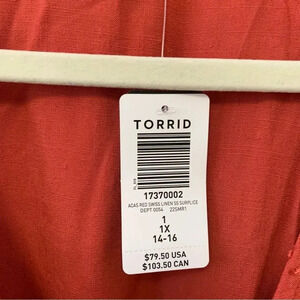 TORRID
17370002
ACAS RED SWISS LINEN SS SURPLICE
DEPT 0054 22SMR1
1
1X
14-16
$79.50 USA
$103.50 CAN